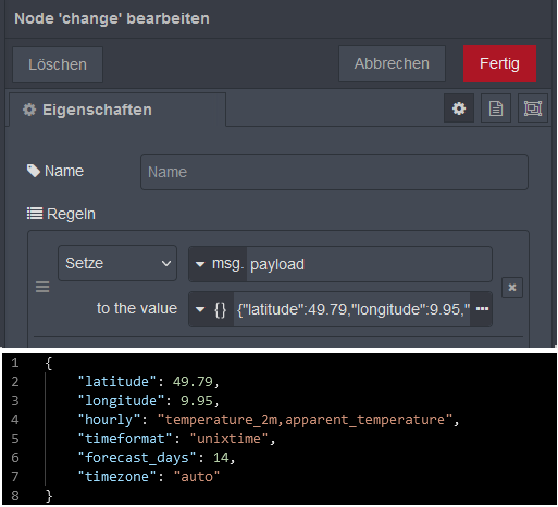 Node 'change' bearbeiten
Löschen Abbrechen Fertig
Eigenschaften
Name Name
Regeln
Setze msg. payload
to the value {} {"latitude":49.79,"longitude":9.95," ...
1 {
2 "latitude": 49.79,
3 "longitude": 9.95,
4 "hourly": "temperature_2m,apparent_temperature",
5 "timeformat": "unixtime",
6 "forecast_days": 14,
7 "timezone": "auto"
8 }